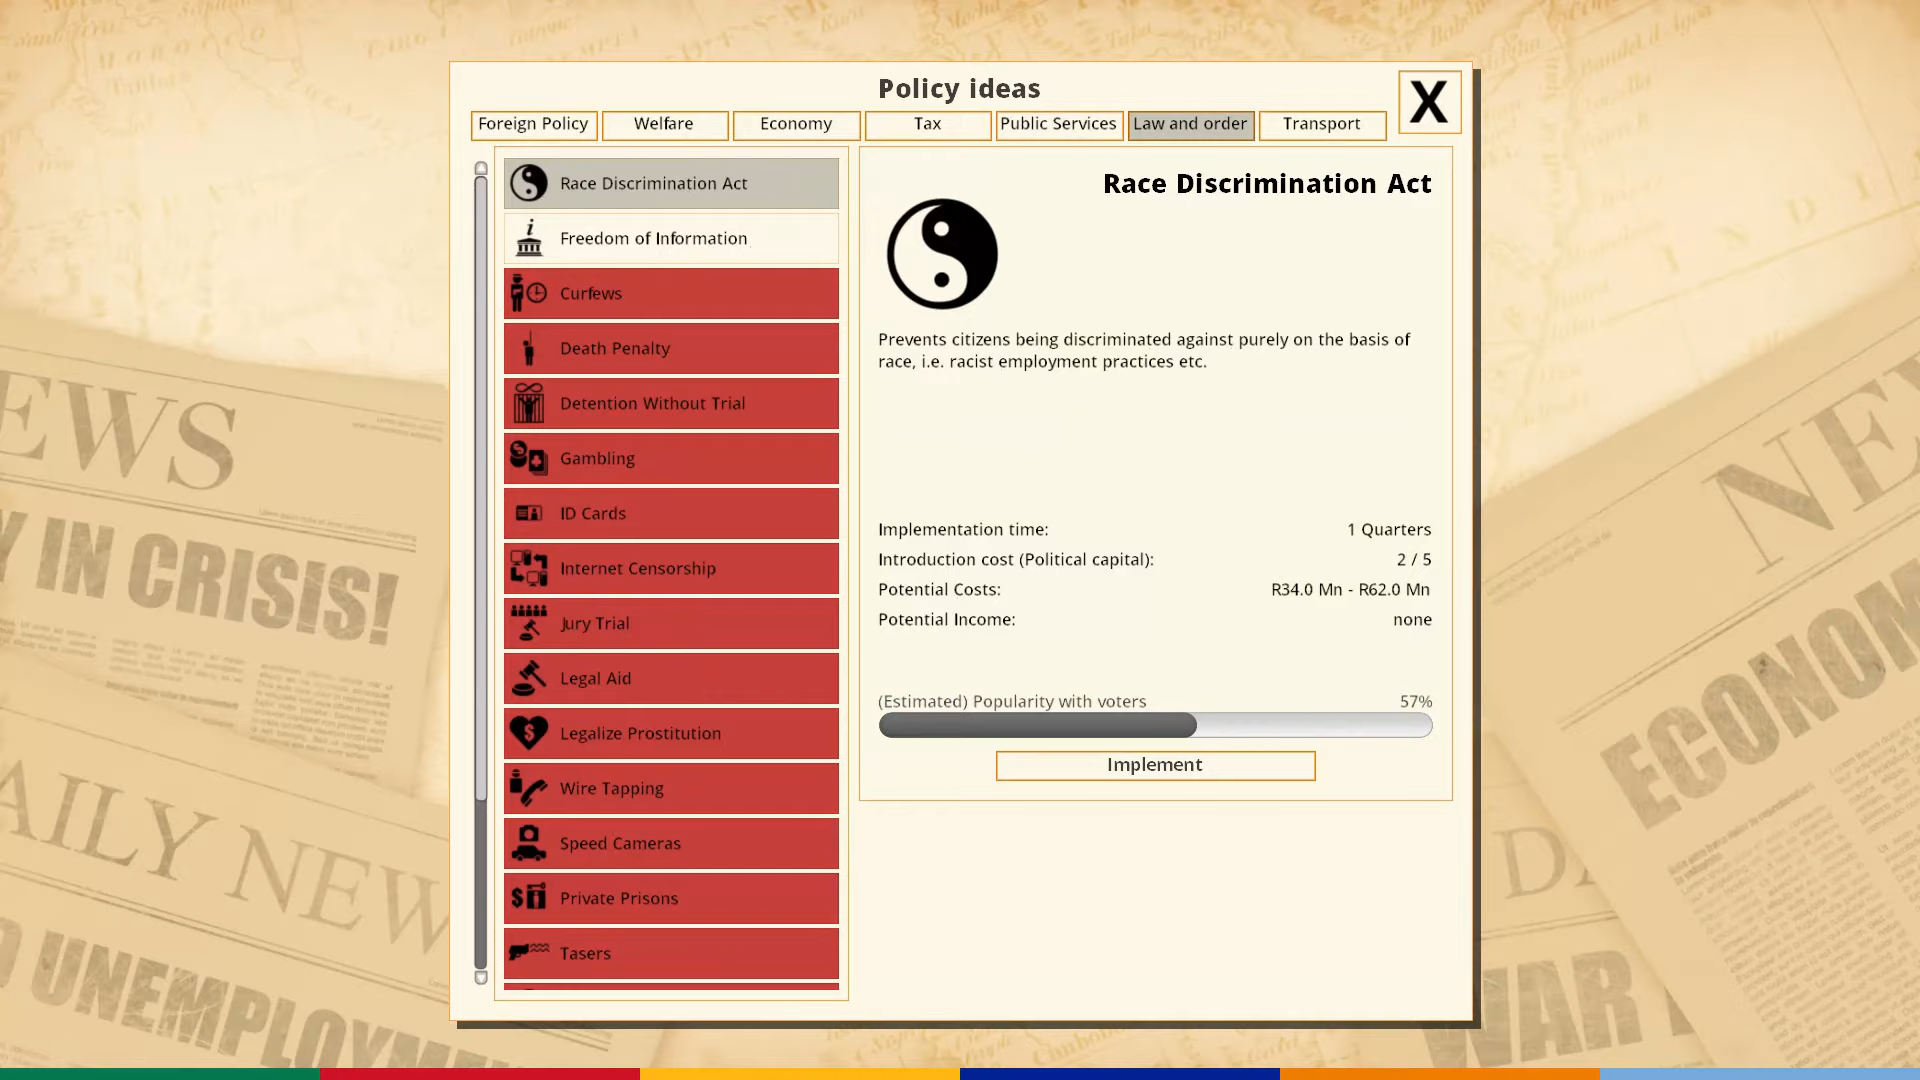 Policy ideas
X
Foreign Policy
Welfare
Economy
Tax
Public Services
Law and order
Transport
Race Discrimination Act
Freedom of Information
Curfews
Death Penalty
Detention Without Trial
Gambling
ID Cards
Internet Censorship
Jury Trial
Legal Aid
Legalize Prostitution
Wire Tapping
Speed Cameras
Private Prisons
Tasers
Race Discrimination Act
Prevents citizens being discriminated against purely on the basis of
race, i.e. racist employment practices etc.
Implementation time: 1 Quarters
Introduction cost (Political capital): 2 / 5
Potential Costs: R34.0 Mn - R62.0 Mn
Potential Income: none
(Estimated) Popularity with voters 57%
Implement
EWS
Y IN CRISIS!
AILY NEW
UNEMPLOYME
NE
ECONOM
WAR